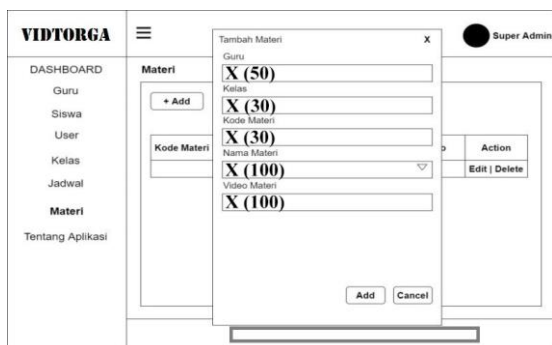 VIDTORGA
☰
Super Admin
DASHBOARD
Guru
Siswa
User
Kelas
Jadwal
Materi
Tentang Aplikasi
Materi
+ Add
Kode Materi
o
Action
Edit | Delete
Tambah Materi
X
Guru
X (50)
Kelas
X (30)
Kode Materi
X (30)
Nama Materi
X (100)
Video Materi
X (100)
Add
Cancel